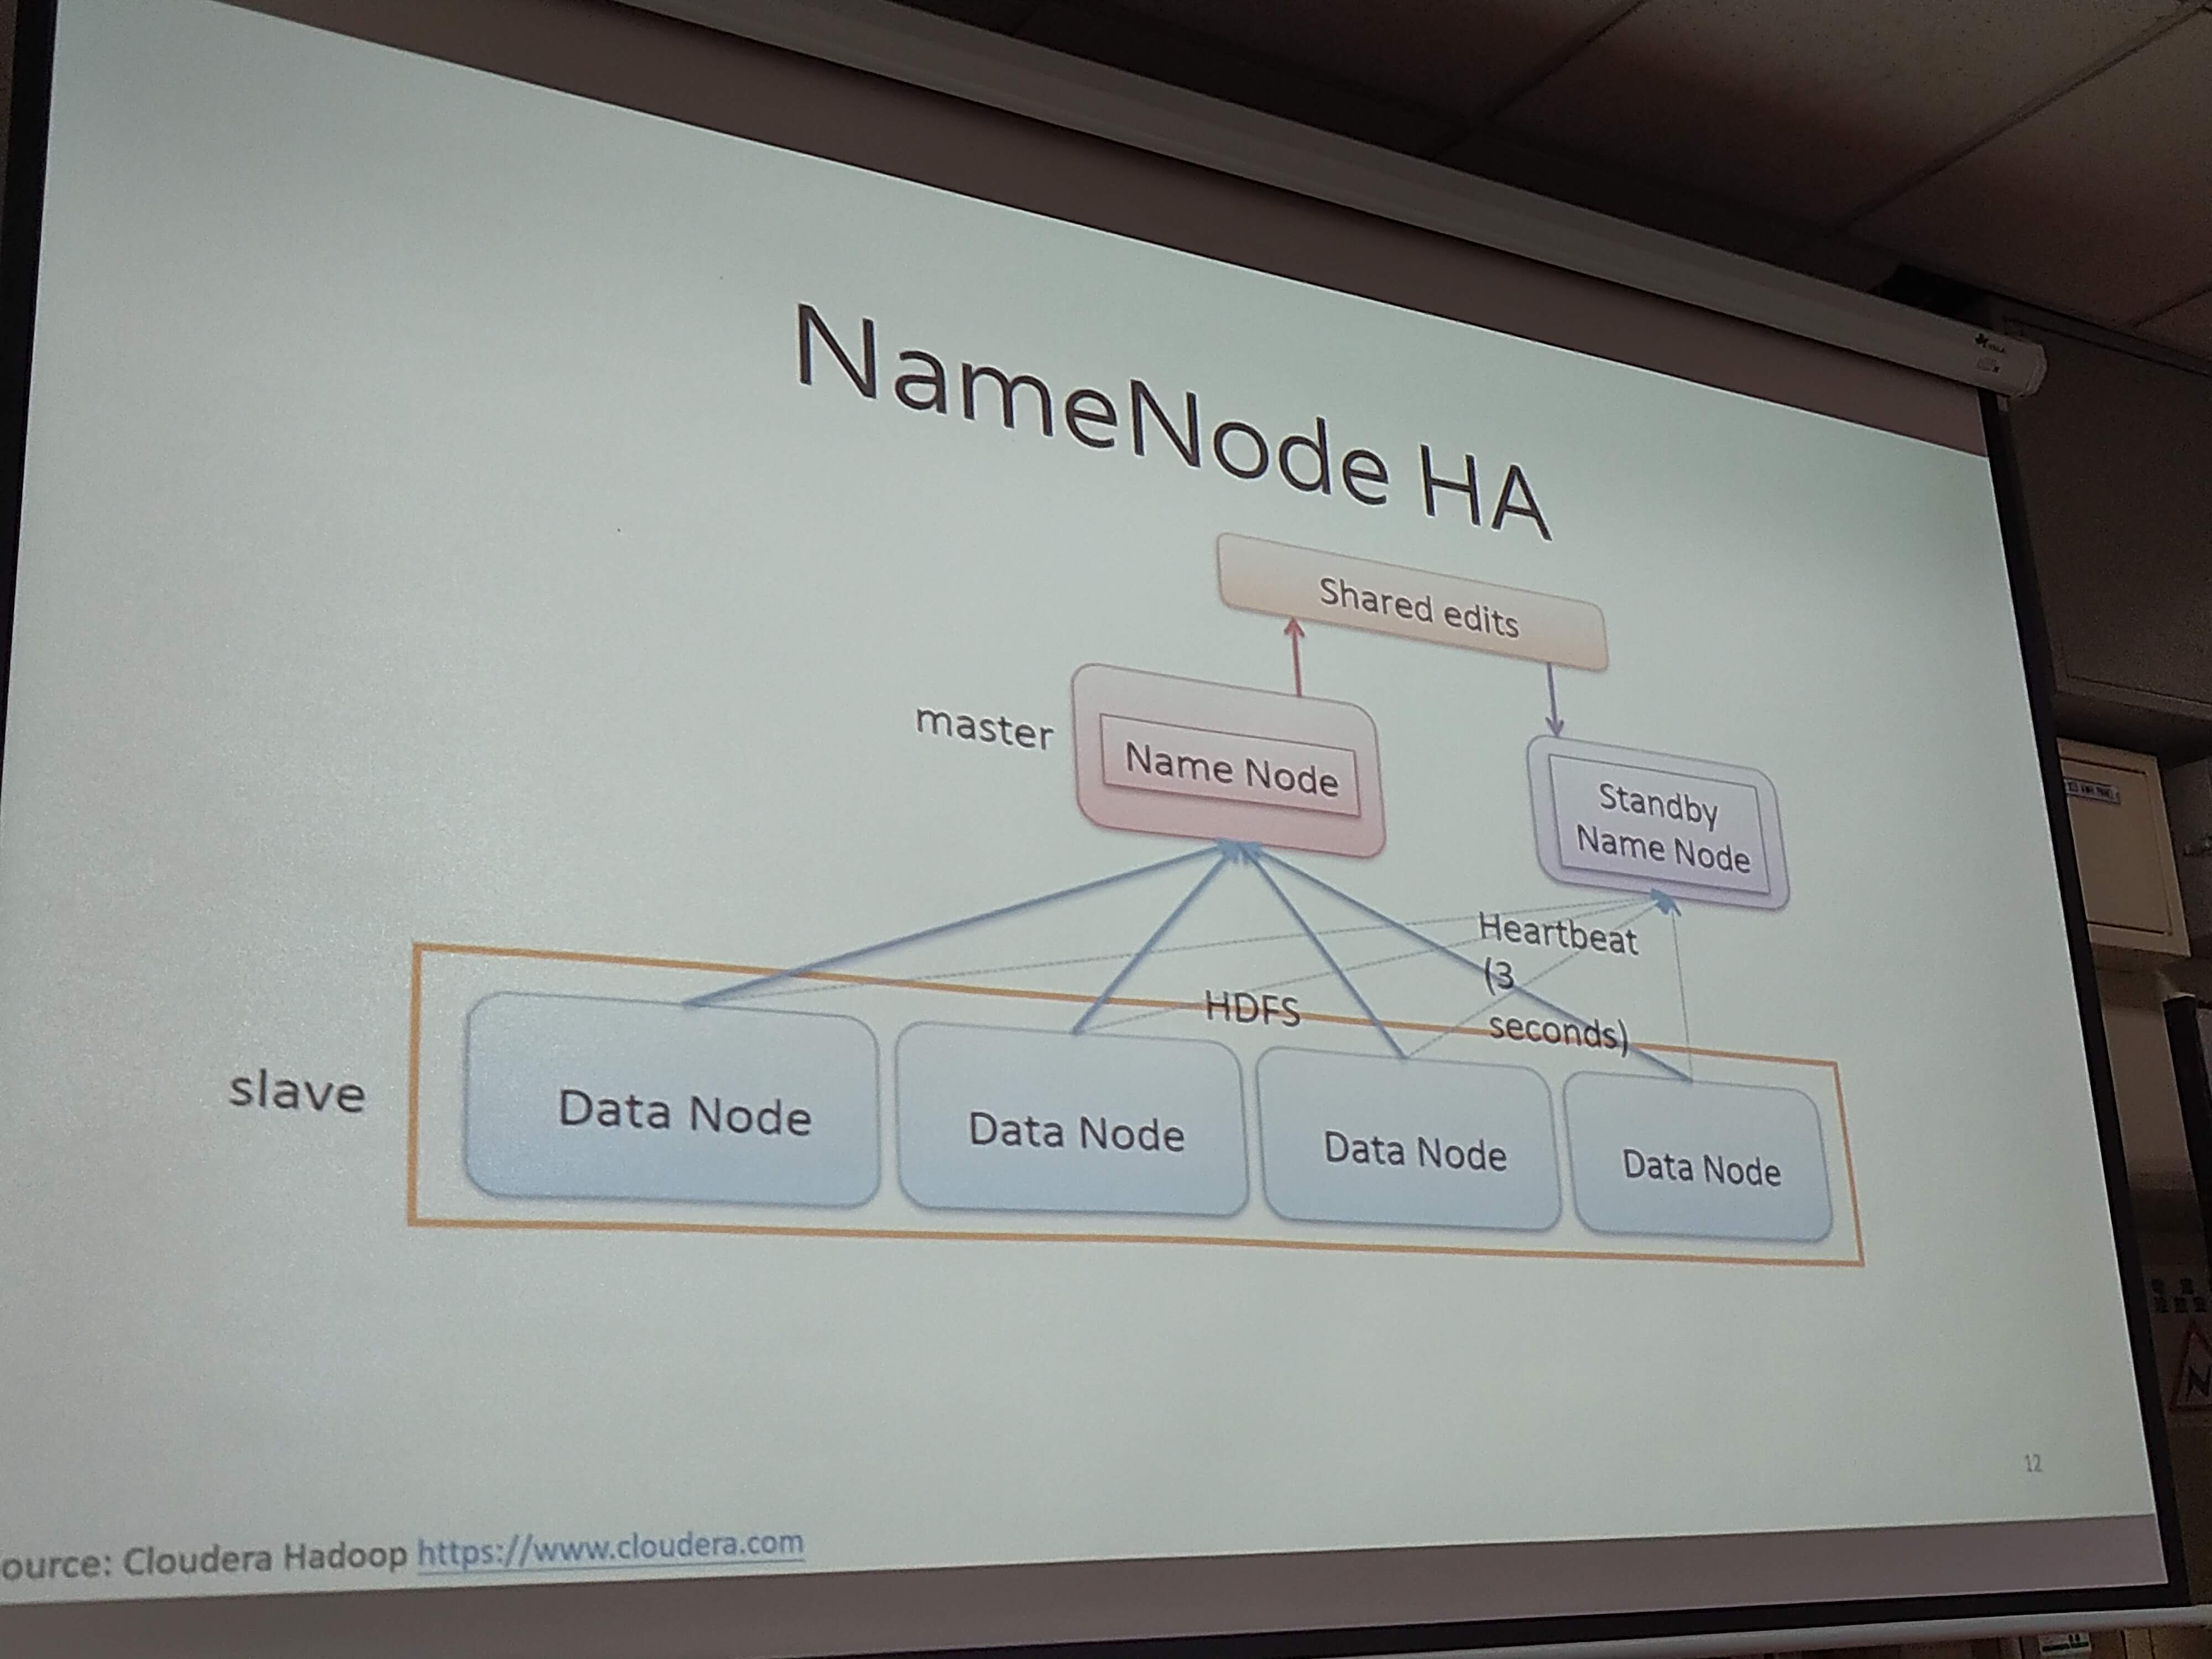 NameNode HA
Shared edits
master
Name Node
Standby
Name Node
Heartbeat
(3
seconds)
HDFS
slave
Data Node
Data Node
Data Node
Data Node
12
ource: Cloudera Hadoop https://www.cloudera.com